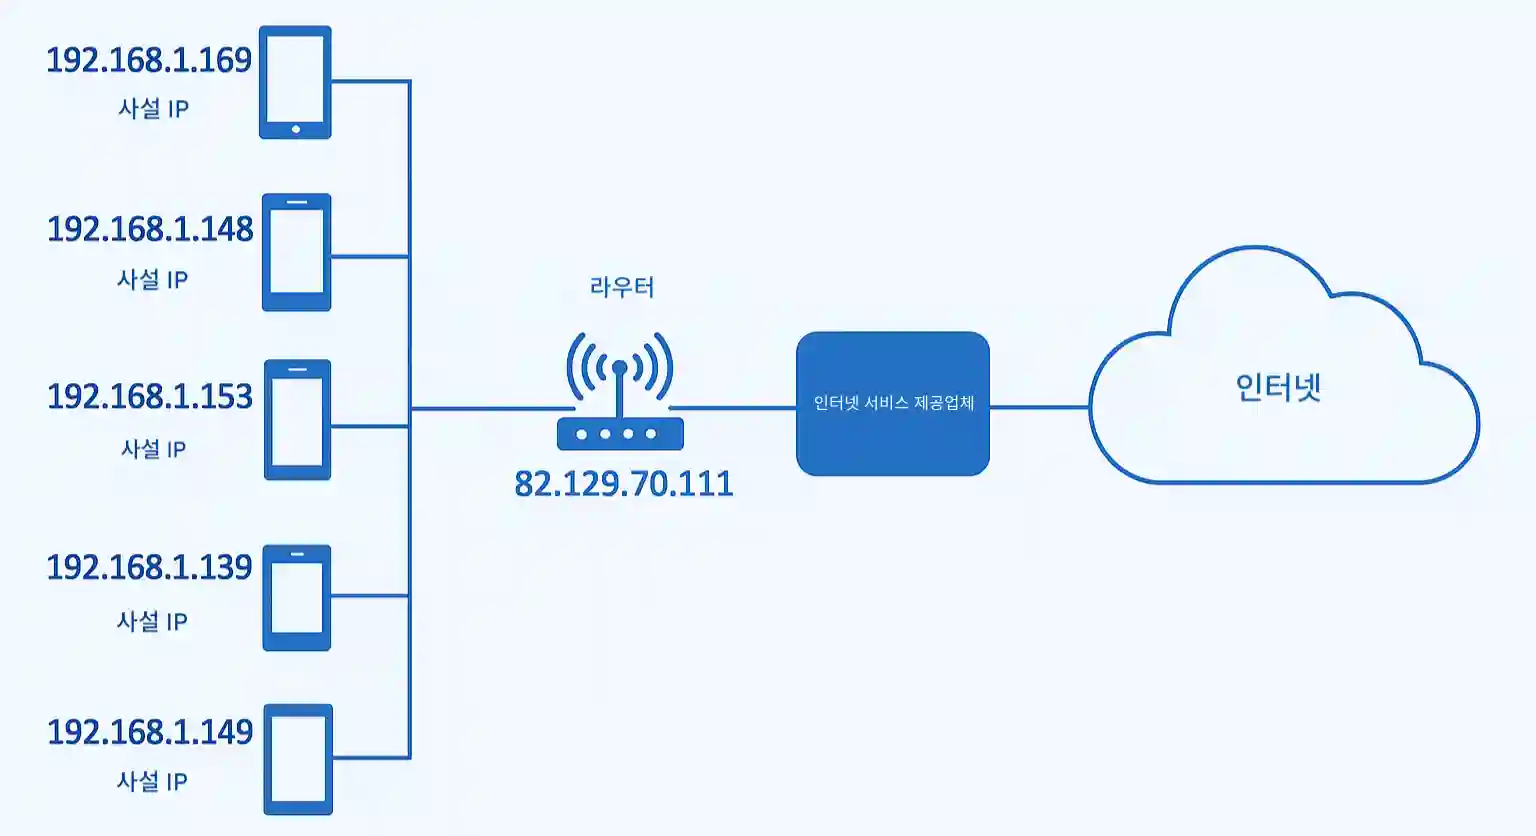 192.168.1.169
사설 IP
192.168.1.148
사설 IP
192.168.1.153
사설 IP
192.168.1.139
사설 IP
192.168.1.149
사설 IP
라우터
82.129.70.111
인터넷 서비스 제공업체
인터넷